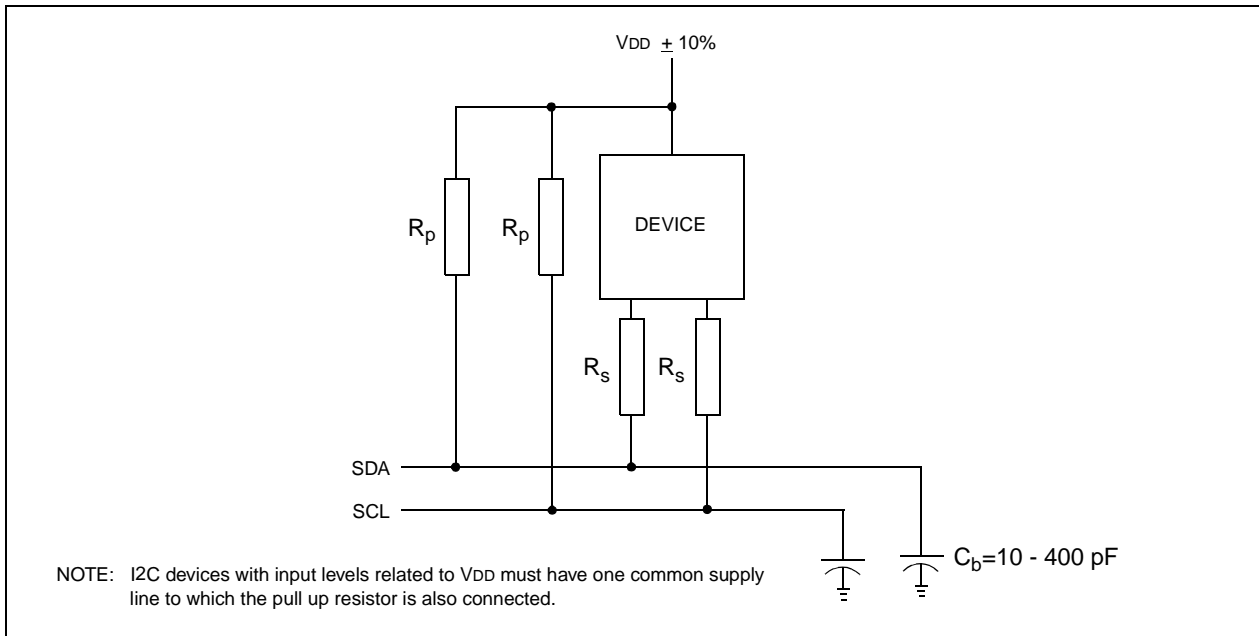 VDD ± 10%
Rp
Rp
DEVICE
Rs
Rs
SDA
SCL
Cb=10 - 400 pF
NOTE: I2C devices with input levels related to VDD must have one common supply
line to which the pull up resistor is also connected.